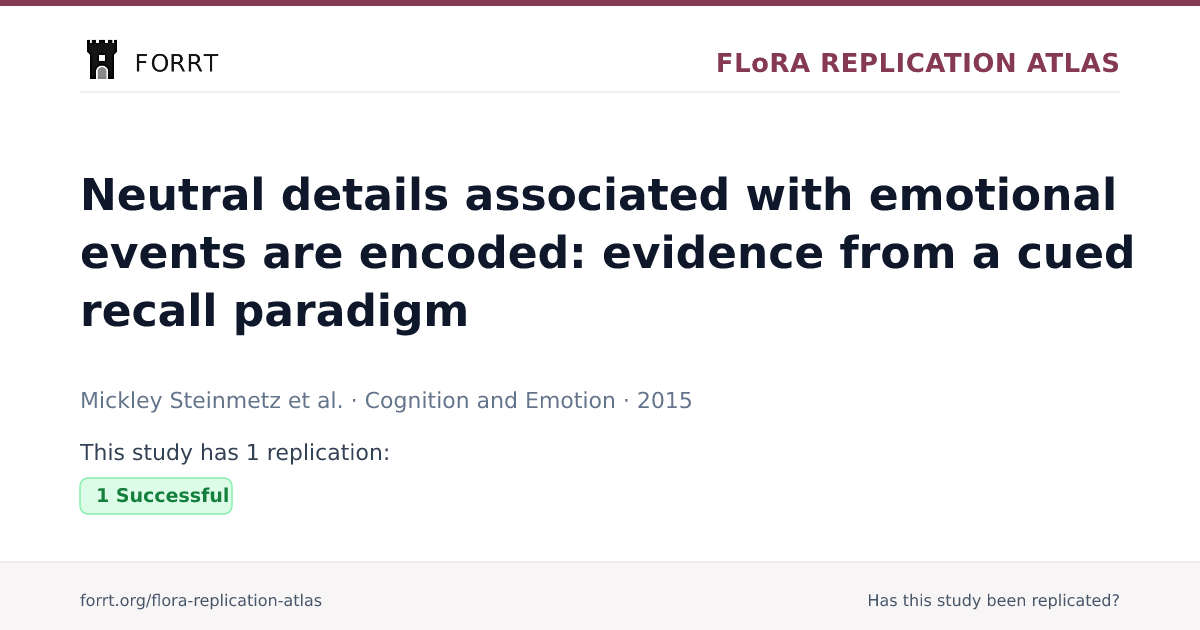 FORRT
FLoRA REPLICATION ATLAS
Neutral details associated with emotional
events are encoded: evidence from a cued
recall paradigm
Mickley Steinmetz et al. · Cognition and Emotion · 2015
This study has 1 replication:
1 Successful
forrt.org/flora-replication-atlas
Has this study been replicated?